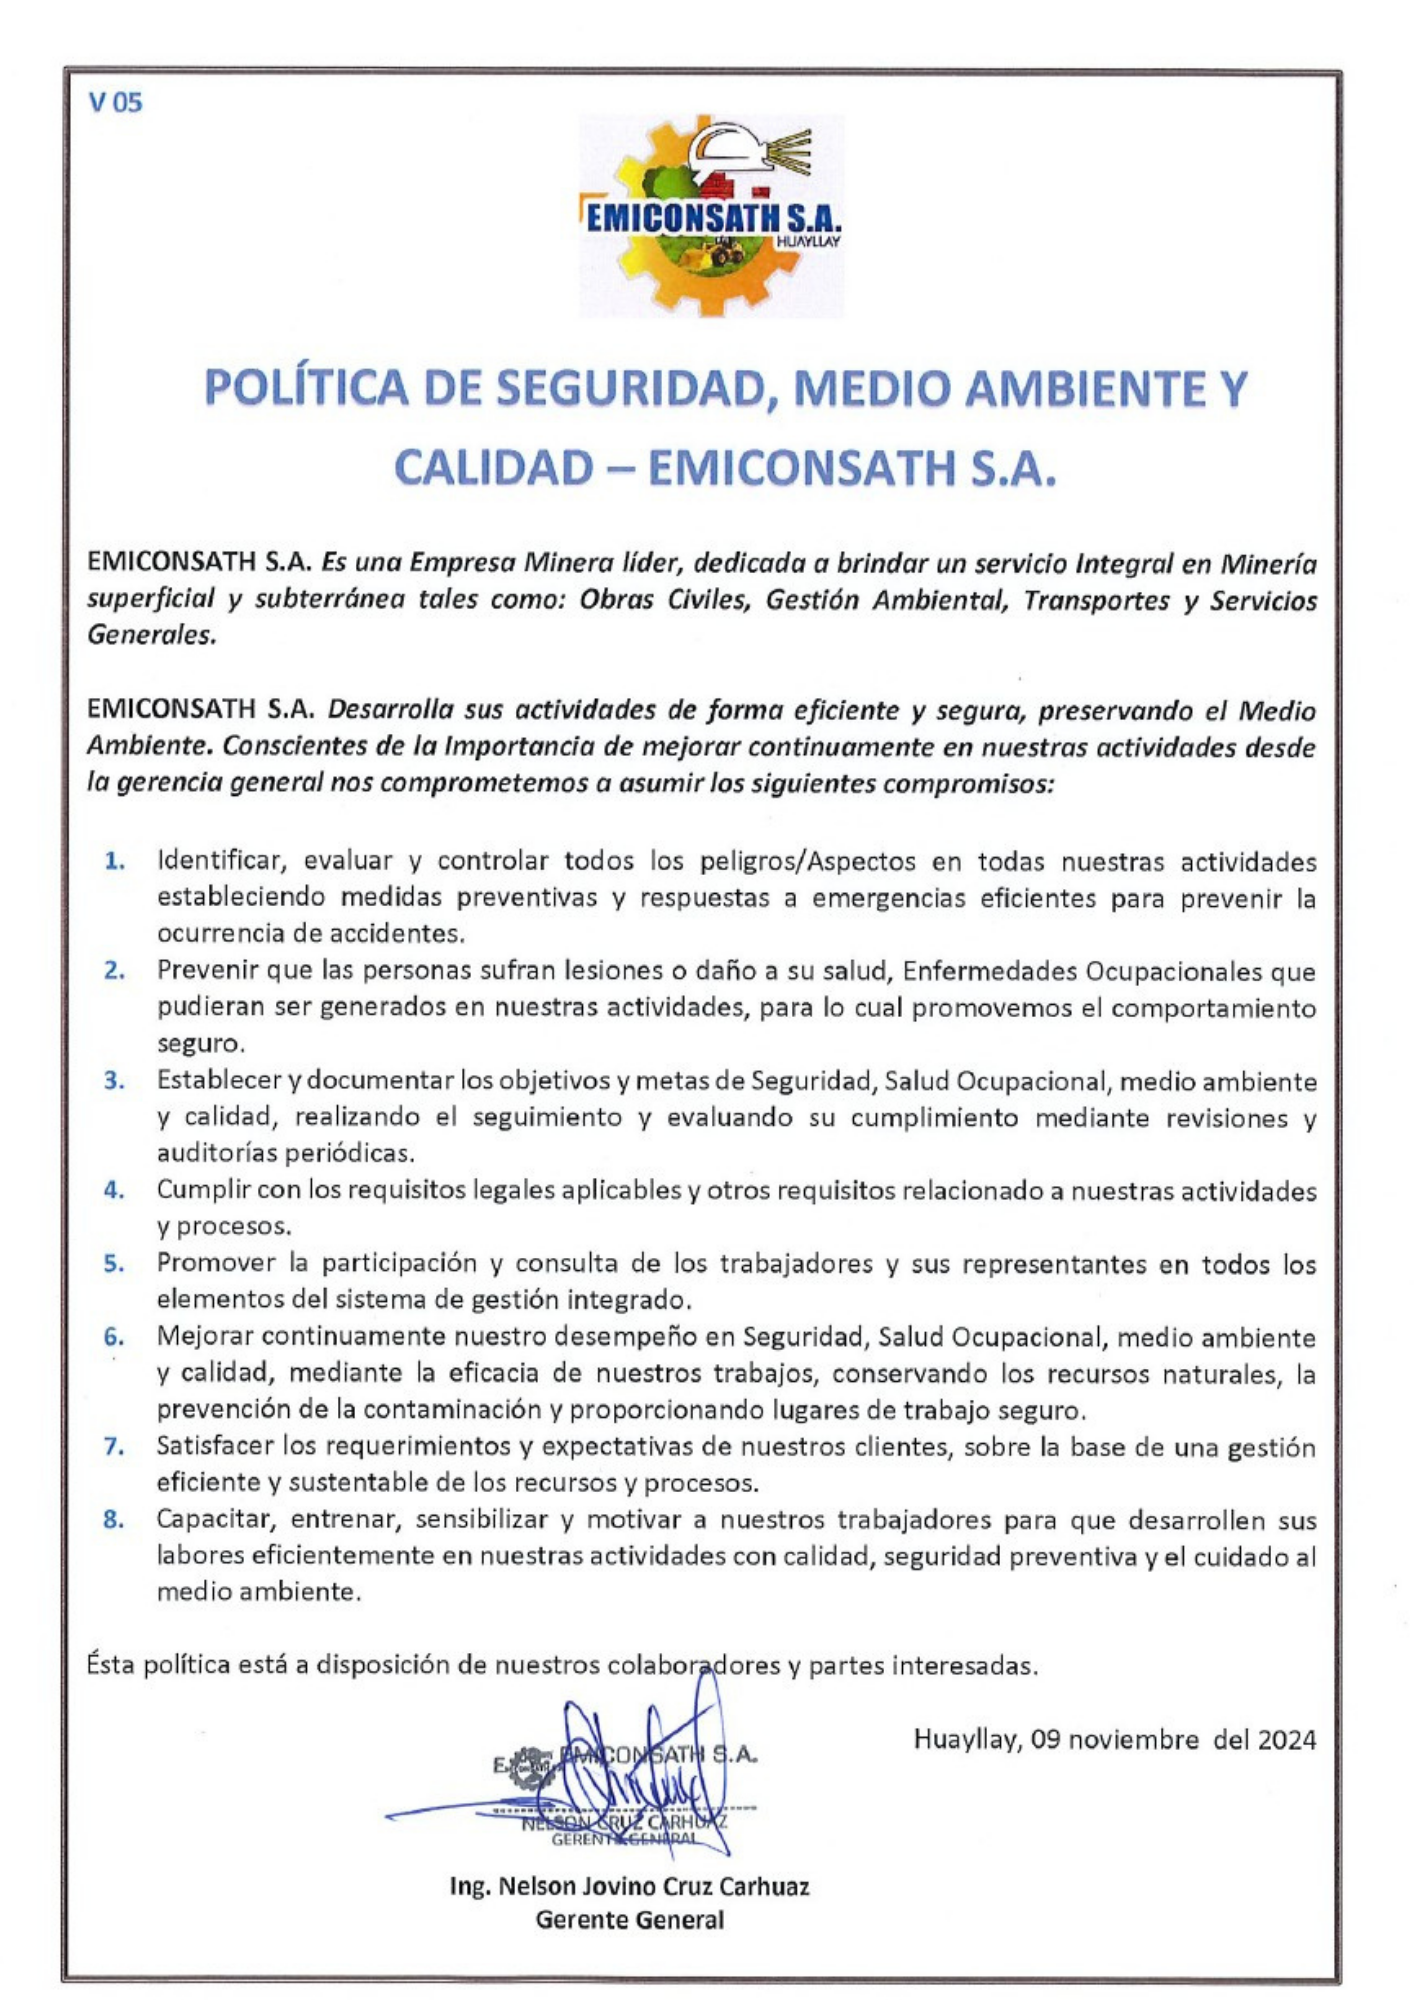 V 05
EMICONSATH S.A.
HUAYLLAY
POLÍTICA DE SEGURIDAD, MEDIO AMBIENTE Y
CALIDAD – EMICONSATH S.A.
EMICONSATH S.A. Es una Empresa Minera líder, dedicada a brindar un servicio Integral en Minería
superficial y subterránea tales como: Obras Civiles, Gestión Ambiental, Transportes y Servicios
Generales.
EMICONSATH S.A. Desarrolla sus actividades de forma eficiente y segura, preservando el Medio
Ambiente. Conscientes de la Importancia de mejorar continuamente en nuestras actividades desde
la gerencia general nos comprometemos a asumir los siguientes compromisos:
1. Identificar, evaluar y controlar todos los peligros/Aspectos en todas nuestras actividades
estableciendo medidas preventivas y respuestas a emergencias eficientes para prevenir la
ocurrencia de accidentes.
2. Prevenir que las personas sufran lesiones o daño a su salud, Enfermedades Ocupacionales que
pudieran ser generados en nuestras actividades, para lo cual promovemos el comportamiento
seguro.
3. Establecer y documentar los objetivos y metas de Seguridad, Salud Ocupacional, medio ambiente
y calidad, realizando el seguimiento y evaluando su cumplimiento mediante revisiones y
auditorías periódicas.
4. Cumplir con los requisitos legales aplicables y otros requisitos relacionado a nuestras actividades
y procesos.
5. Promover la participación y consulta de los trabajadores y sus representantes en todos los
elementos del sistema de gestión integrado.
6. Mejorar continuamente nuestro desempeño en Seguridad, Salud Ocupacional, medio ambiente
y calidad, mediante la eficacia de nuestros trabajos, conservando los recursos naturales, la
prevención de la contaminación y proporcionando lugares de trabajo seguro.
7. Satisfacer los requerimientos y expectativas de nuestros clientes, sobre la base de una gestión
eficiente y sustentable de los recursos y procesos.
8. Capacitar, entrenar, sensibilizar y motivar a nuestros trabajadores para que desarrollen sus
labores eficientemente en nuestras actividades con calidad, seguridad preventiva y el cuidado al
medio ambiente.
Ésta política está a disposición de nuestros colaboradores y partes interesadas.
Huayllay, 09 noviembre del 2024
EMICONSATH S.A.
NELSON CRUZ CARHUAZ
GERENTE GENERAL
Ing. Nelson Jovino Cruz Carhuaz
Gerente General